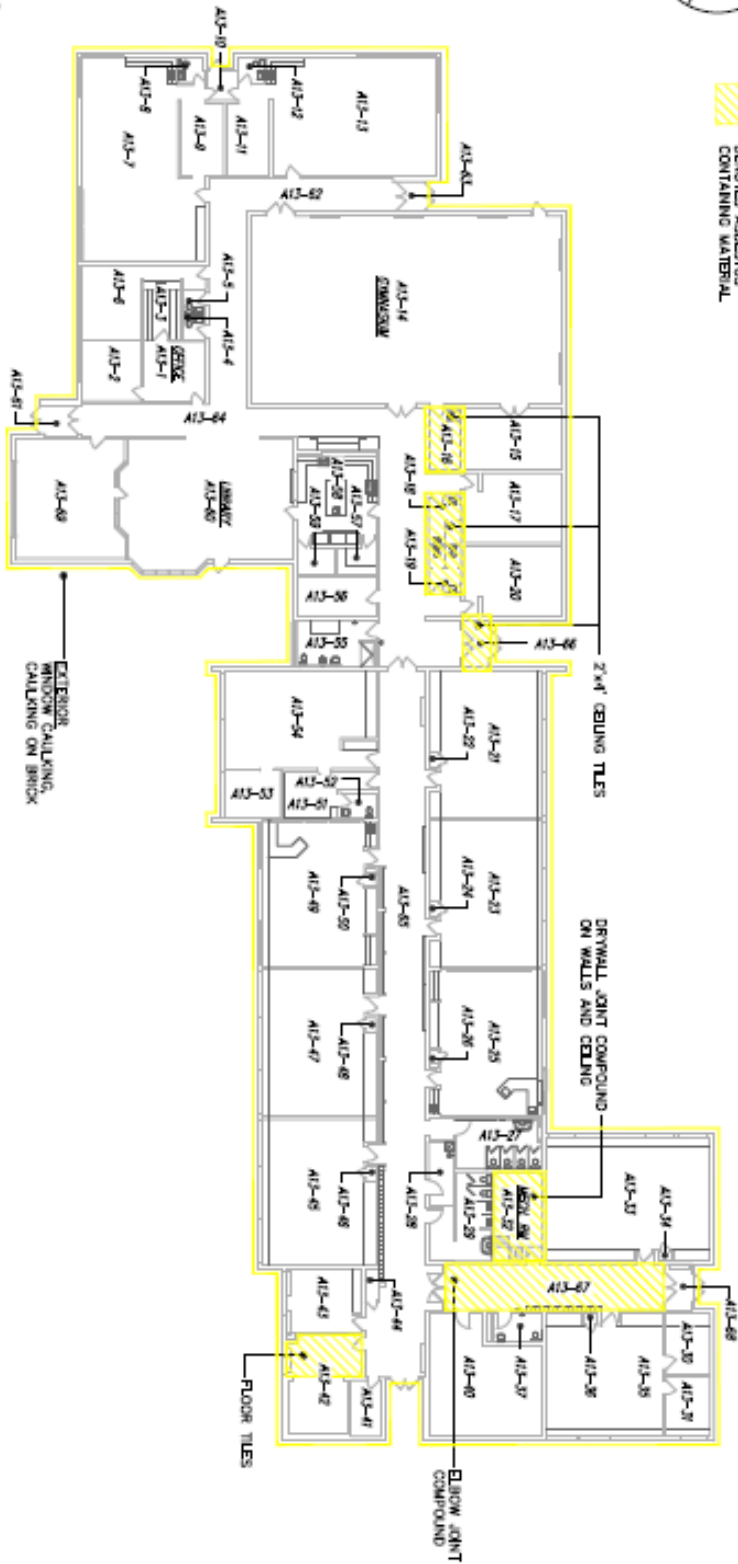 CONTAINING MATERIAL
A13-10
A13-8
A13-12
A13-13
A13-9
A13-11
A13-7
A13-63
A13-62
A13-14
GYMNASIUM
A13-5
A13-6
A13-3
A13-4
OFFICE
A13-1
A13-2
A13-61
A13-64
A13-16
A13-15
A13-18
A13-17
A13-19
A13-20
A13-69
LIBRARY
A13-60
A13-58
A13-57
A13-59
A13-56
A13-55
A13-66
2'x4' CEILING TILES
EXTERIOR
WINDOW CAULKING,
CAULKING ON BRICK
A13-54
A13-22
A13-21
A13-53
A13-52
A13-51
A13-65
A13-24
A13-23
A13-49
A13-50
DRYWALL JOINT COMPOUND
ON WALLS AND CEILING
A13-26
A13-25
A13-47
A13-48
A13-27
A13-28
A13-29
MECH. RM
A13-32
A13-33
A13-34
A13-45
A13-46
A13-67
A13-68
A13-43
A13-44
A13-42
A13-41
A13-40
A13-37
A13-36
A13-35
A13-30
A13-31
FLOOR TILES
ELBOW JOINT
COMPOUND